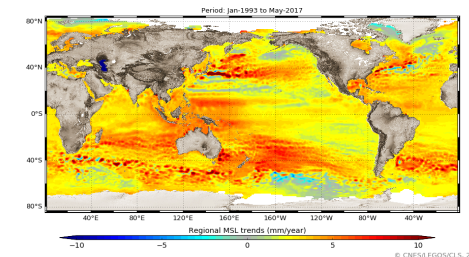 Period: Jan-1993 to May-2017
80°N
40°N
0°N
40°S
80°S
40°E 80°E 120°E 160°E 160°W 120°W 80°W 40°W
Regional MSL trends (mm/year)
−10 −5 0 5 10
© CNES/LEGOS/CLS, 2